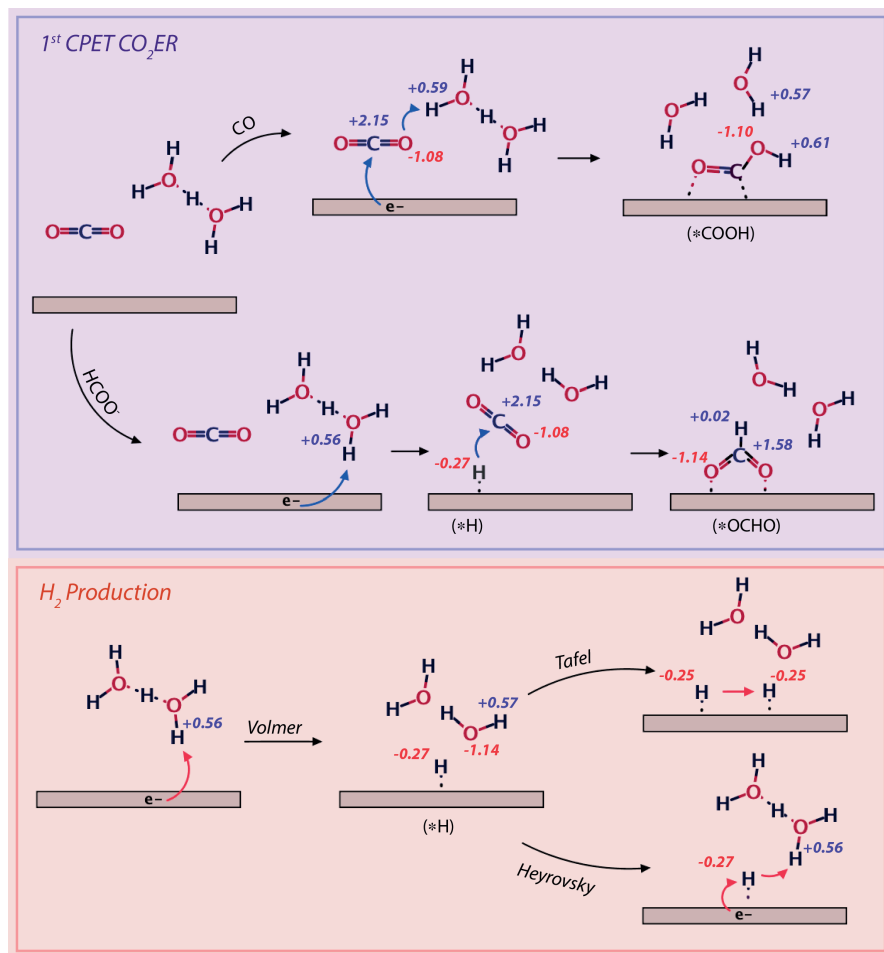 1st CPET CO2ER
CO
H
H
H
H
O
H
H
O
O=C=O
+0.59
+2.15
-1.08
O=C=O
H
H
O
H
O
H
H
e-
H
O
H
O
H
H
+0.57
-1.10
+0.61
O=C
O
H
(*COOH)
HCOO-
O=C=O
H
H
O
H
O
H
H
+0.56
e-
H
H
O
H
O
H
+2.15
O
C
O
-1.08
-0.27
H
(*H)
H
O
H
O
H
H
+0.02
H
+1.58
-1.14
C
O
O
(*OCHO)
H2 Production
H
H
O
H
O
H
H
+0.56
e-
Volmer
H
H
O
H
O
H
+0.57
-1.14
-0.27
H
(*H)
Tafel
H
H
O
H
O
H
-0.25
-0.25
H
H
Heyrovsky
H
H
O
H
O
H
H
+0.56
-0.27
H
e-